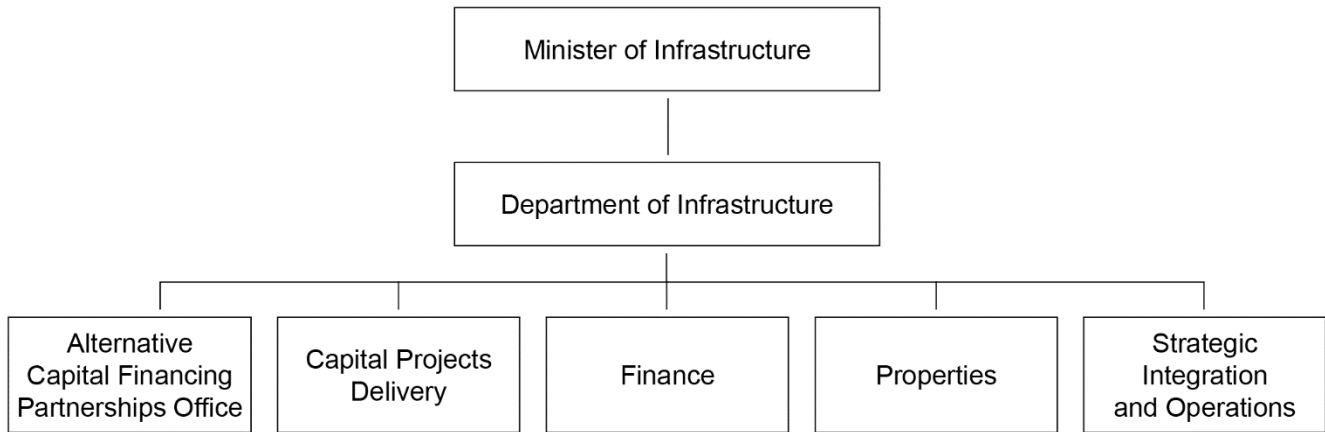 Minister of Infrastructure
Department of Infrastructure
Alternative
Capital Financing
Partnerships Office
Capital Projects
Delivery
Finance
Properties
Strategic
Integration
and Operations